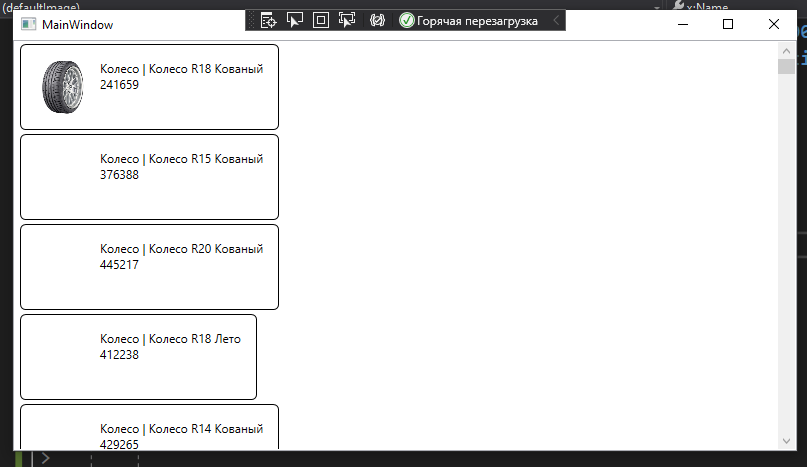 (defaultImage)
x:Name
MainWindow
Горячая перезагрузка
Колесо | Колесо R18 Кованый
241659
Колесо | Колесо R15 Кованый
376388
Колесо | Колесо R20 Кованый
445217
Колесо | Колесо R18 Лето
412238
Колесо | Колесо R14 Кованый
429265